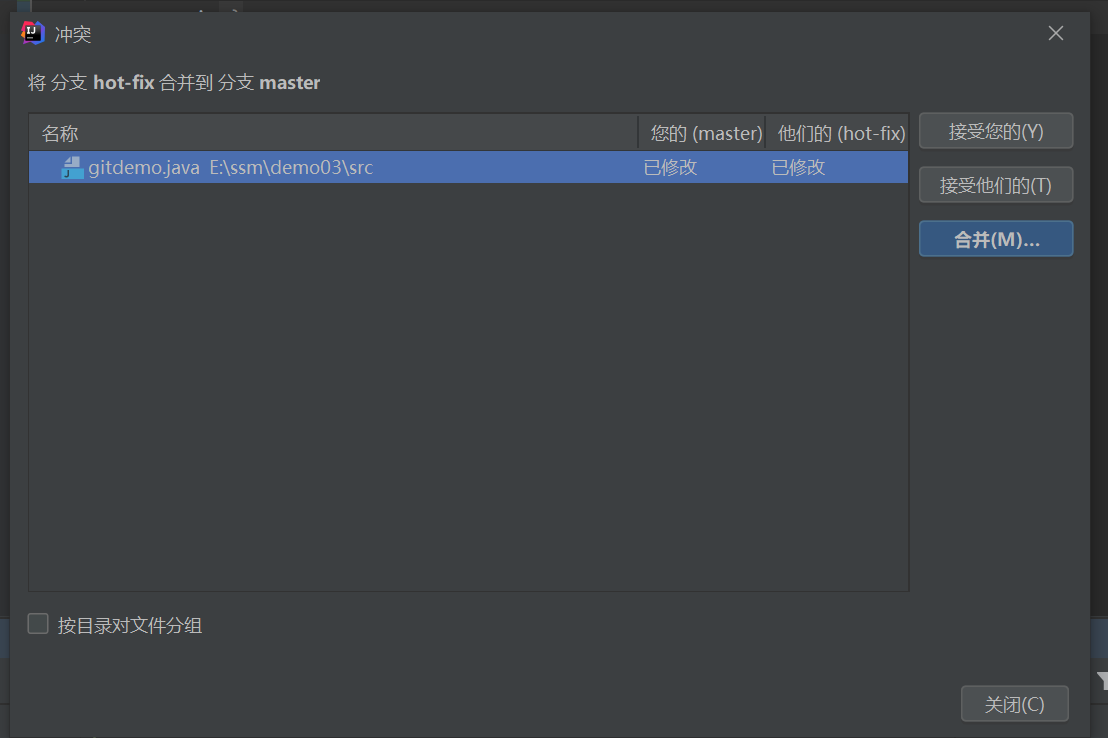 冲突
将 分支 hot-fix 合并到 分支 master
名称 您的 (master) 他们的 (hot-fix)
gitdemo.java E:\ssm\demo03\src 已修改 已修改
接受您的(Y)
接受他们的(T)
合并(M)...
按目录对文件分组
关闭(C)